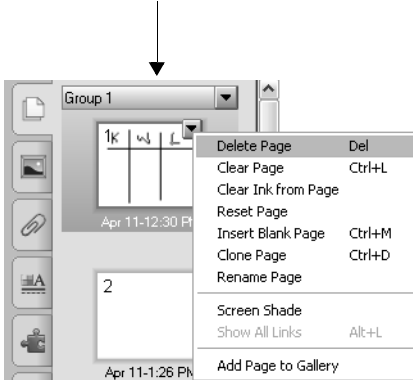 Group 1
1 K W L
Apr 11-12:30 P
Delete Page Del
Clear Page Ctrl+L
Clear Ink from Page
Reset Page
Insert Blank Page Ctrl+M
Clone Page Ctrl+D
Rename Page
Screen Shade
Show All Links Alt+L
Add Page to Gallery
2
Apr 11-1:26 PM